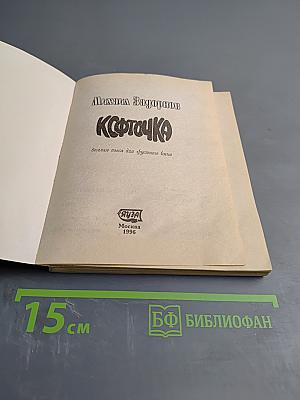 Михаил Задорнов
КОФТОЧКА
ЯУЗА
Москва
1996
15 см
БФ БИБЛИОФАН